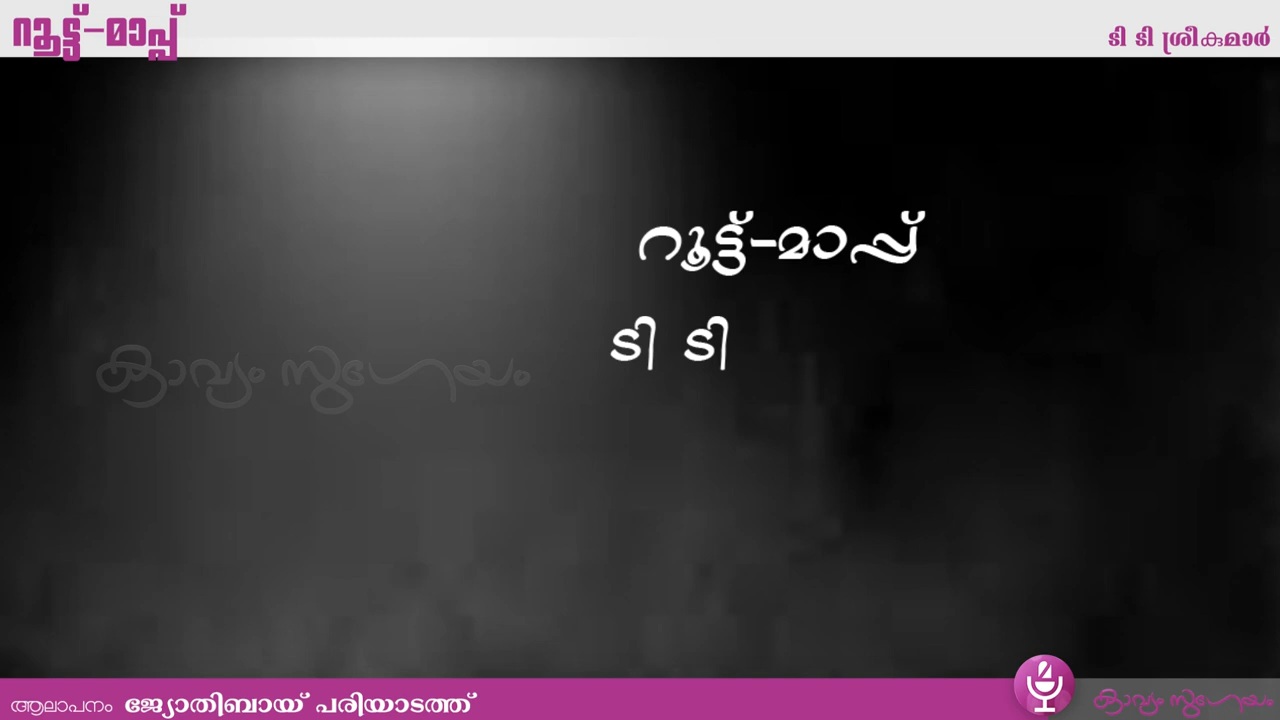 റൂട്ട്-മാപ്പ്
ടി ടി ശ്രീകുമാർ
റൂട്ട്-മാപ്പ്
ടി ടി
കാവ്യം സുഗേയം
ആലാപനം ജ്യോതിബായ് പരിയാടത്ത്
കാവ്യം സുഗേയം